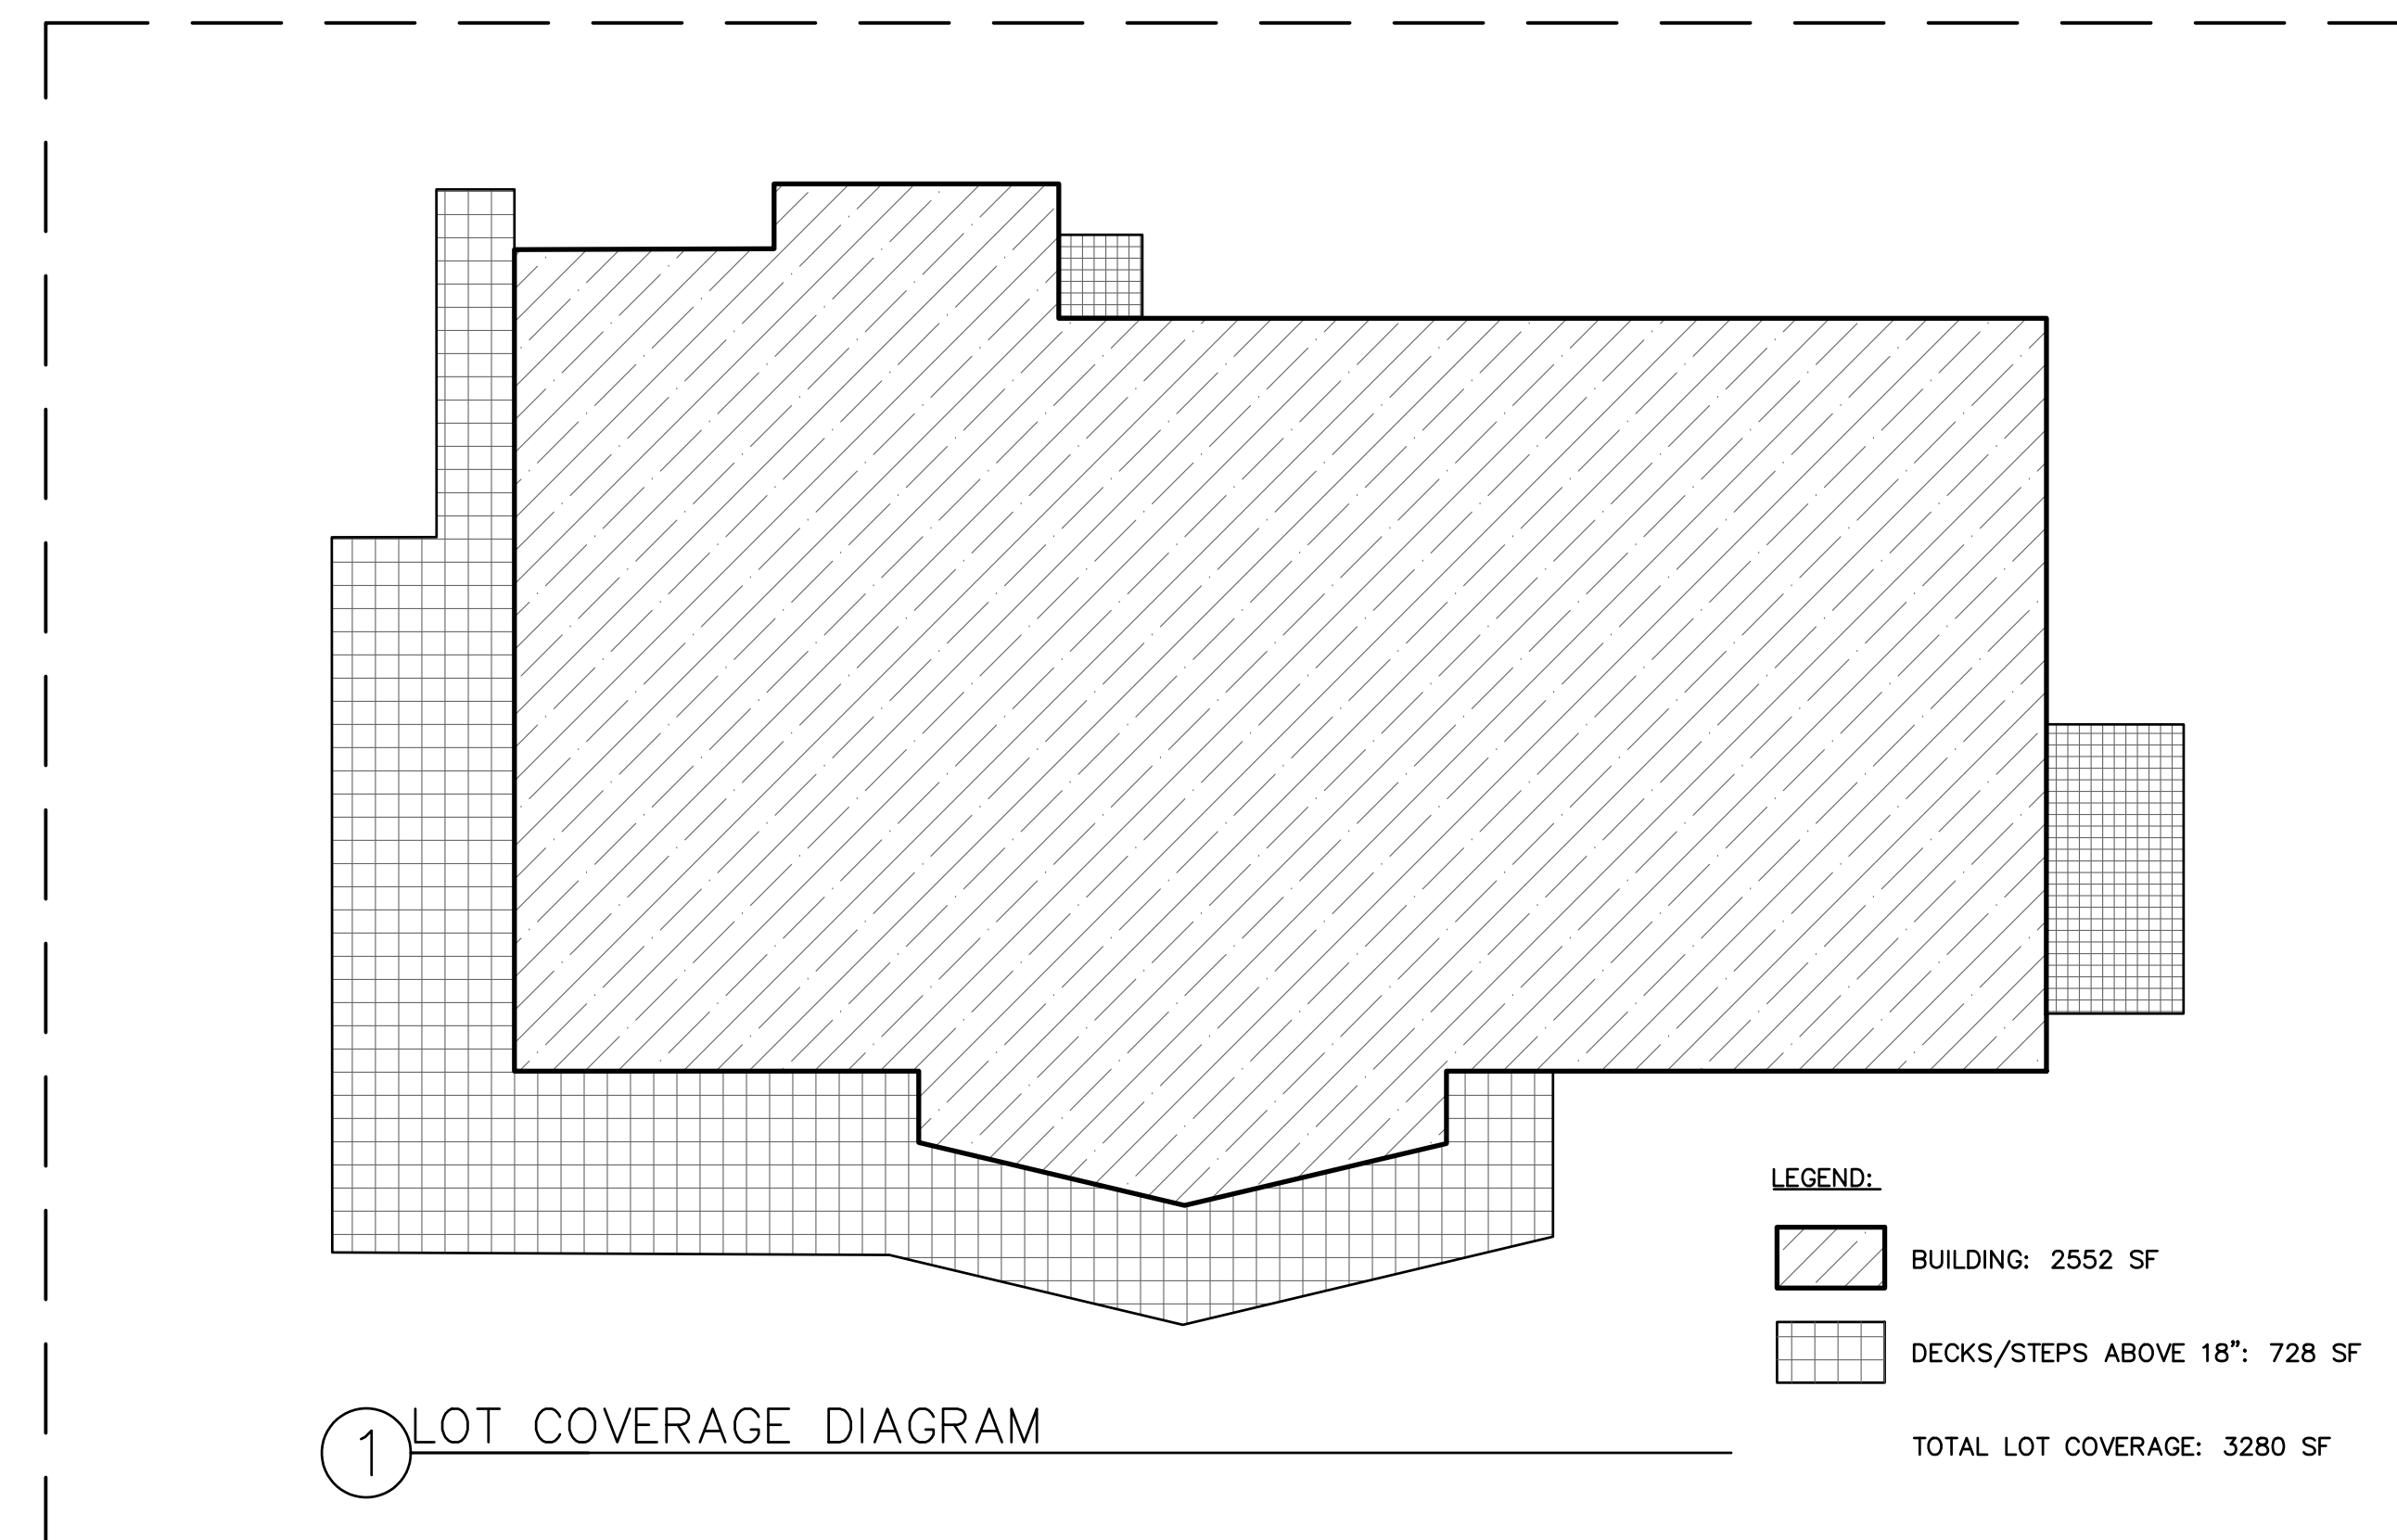 LEGEND:
BUILDING: 2552 SF
DECKS/STEPS ABOVE 18": 728 SF
TOTAL LOT COVERAGE: 3280 SF
1 LOT COVERAGE DIAGRAM